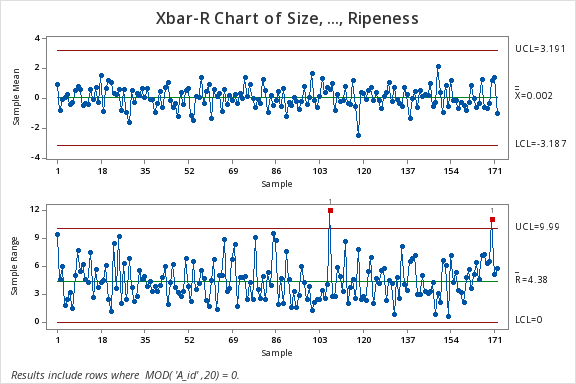 Xbar-R Chart of Size, ..., Ripeness
4
2
0
-2
-4
Sample Mean
1 18 35 52 69 86 103 120 137 154 171
Sample
UCL=3.191
X̿=0.002
LCL=-3.187
12
9
6
3
0
Sample Range
1
1
1 18 35 52 69 86 103 120 137 154 171
Sample
UCL=9.99
R̄=4.38
LCL=0
Results include rows where MOD( 'A_id' ,20) = 0.